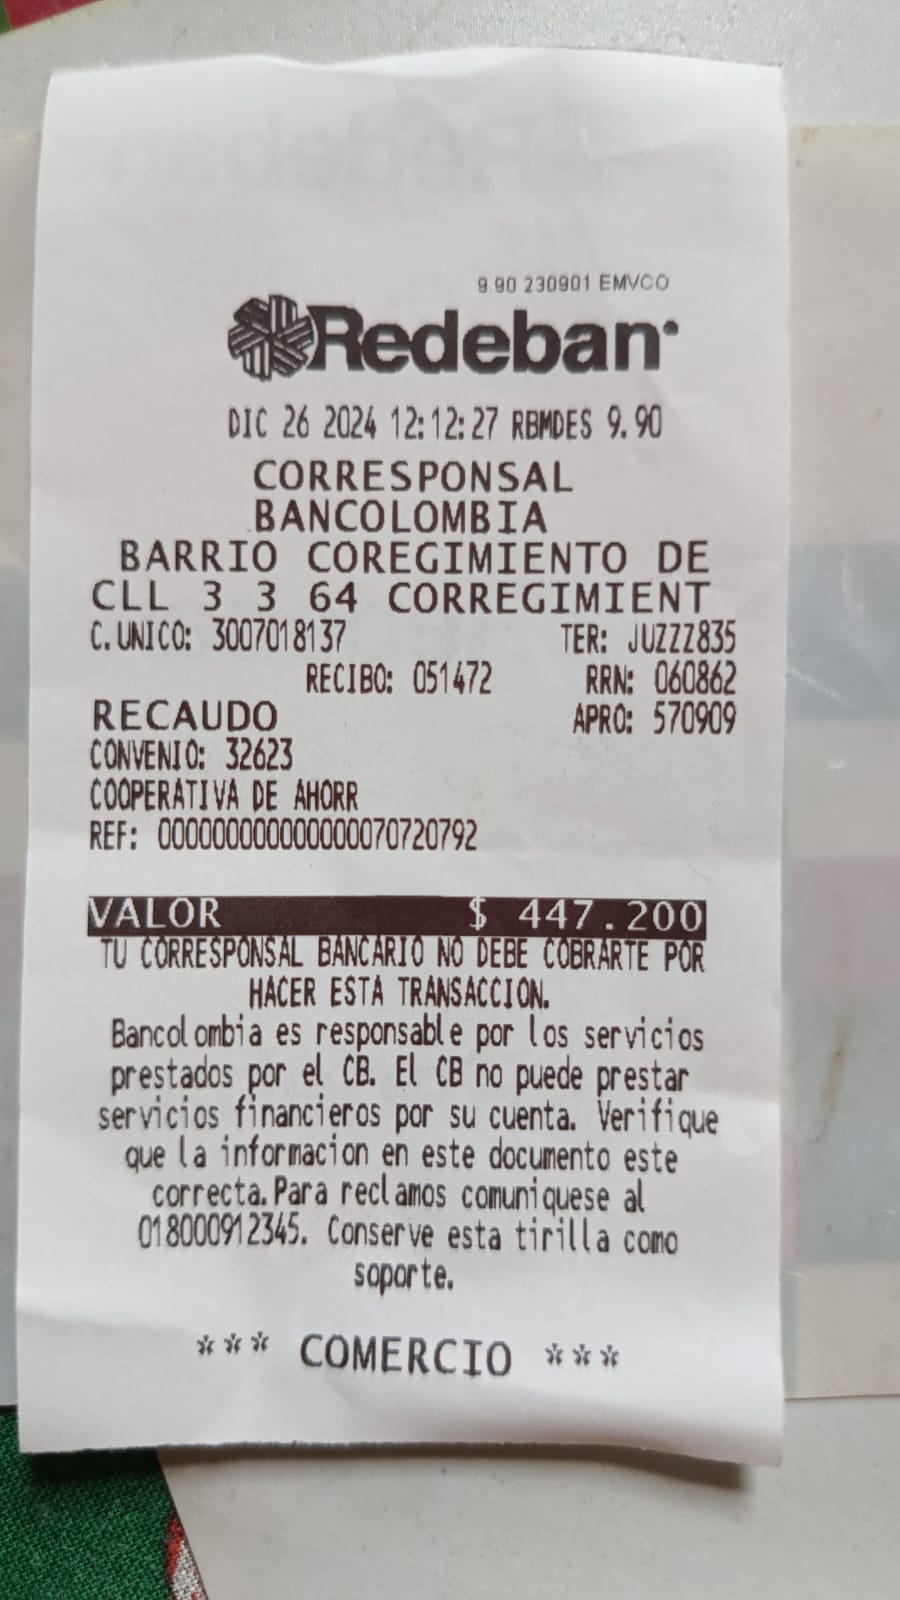 9.90 230901 EMVCO
Redeban
DIC 26 2024 12:12:27 RBMDES 9.90
CORRESPONSAL
BANCOLOMBIA
BARRIO COREGIMIENTO DE
CLL 3 3 64 CORREGIMIENT
C.UNICO: 3007018137 TER: JUZZZ835
RECIBO: 051472 RRN: 060862
RECAUDO APRO: 570909
CONVENIO: 32623
COOPERATIVA DE AHORR
REF: 000000000000000070720792
VALOR $ 447.200
TU CORRESPONSAL BANCARIO NO DEBE COBRARTE POR
HACER ESTA TRANSACCION.
Bancolombia es responsable por los servicios
prestados por el CB. El CB no puede prestar
servicios financieros por su cuenta. Verifique
que la informacion en este documento este
correcta.Para reclamos comuniquese al
018000912345. Conserve esta tirilla como
soporte.
*** COMERCIO ***